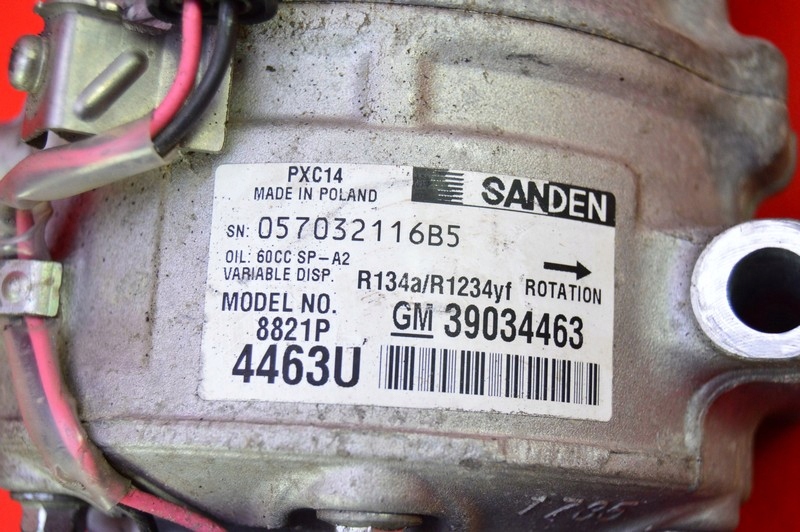 PXC14
MADE IN POLAND
SANDEN
SN: 057032116B5
OIL: 60CC SP-A2
VARIABLE DISP.
R134a/R1234yf
ROTATION
MODEL NO.
8821P
4463U
GM 39034463
1735